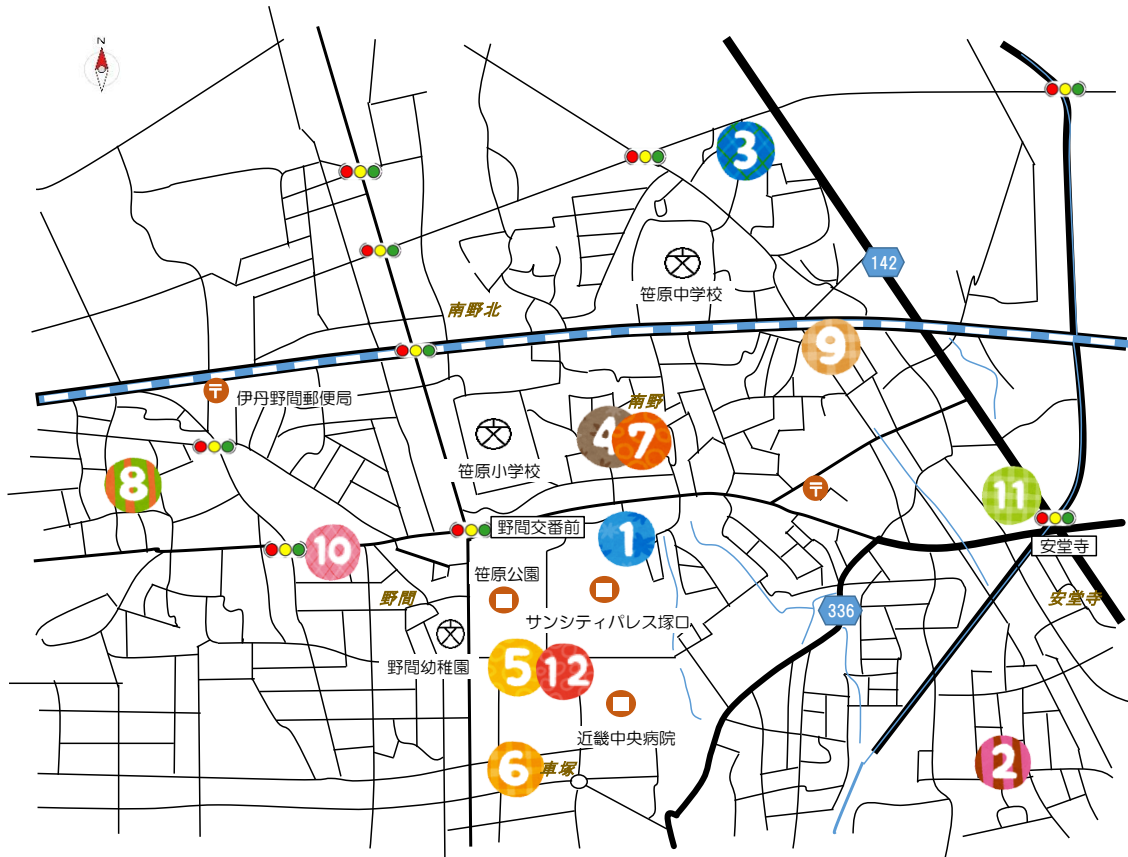 N
3
142
笹原中学校
南野北
9
伊丹野間郵便局
南野
4
7
笹原小学校
8
11
野間交番前
1
安堂寺
10
笹原公園
野間
336
安堂寺
サンシティパレス塚口
野間幼稚園
5
12
近畿中央病院
6
車塚
2